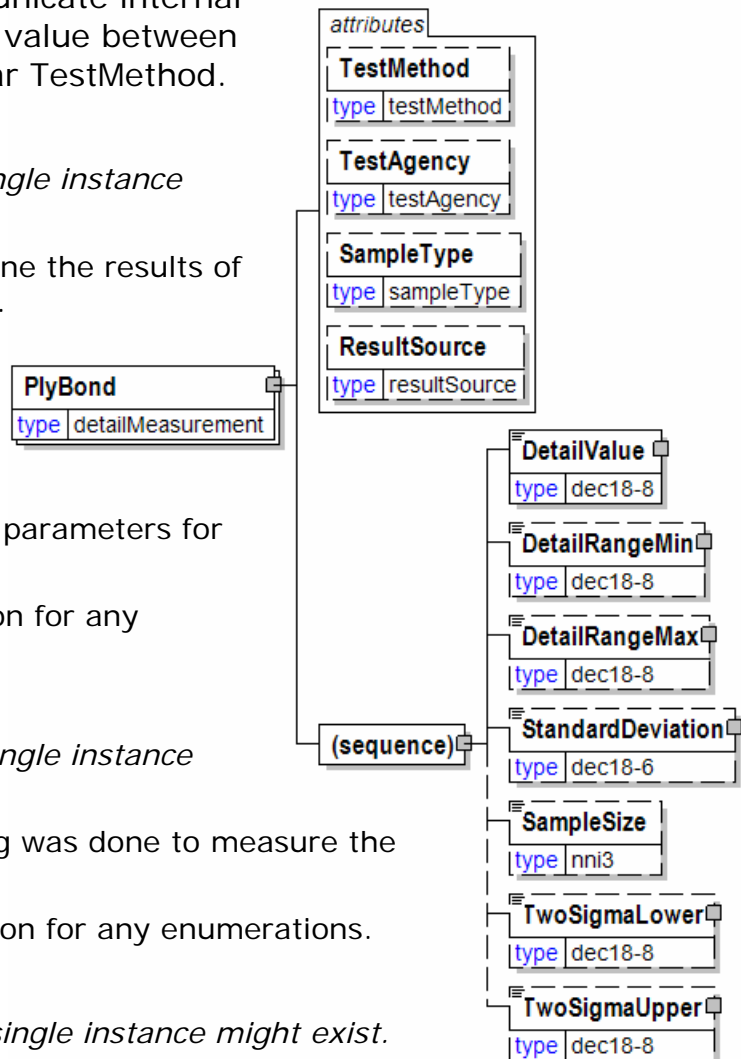 unicate internal
value between
ar TestMethod.
ngle instance
ne the results of
.
parameters for
on for any
ngle instance
g was done to measure the
on for any enumerations.
single instance might exist.
attributes
TestMethod
type testMethod
TestAgency
type testAgency
SampleType
type sampleType
ResultSource
type resultSource
PlyBond
type detailMeasurement
(sequence)
DetailValue
type dec18-8
DetailRangeMin
type dec18-8
DetailRangeMax
type dec18-8
StandardDeviation
type dec18-6
SampleSize
type nni3
TwoSigmaLower
type dec18-8
TwoSigmaUpper
type dec18-8